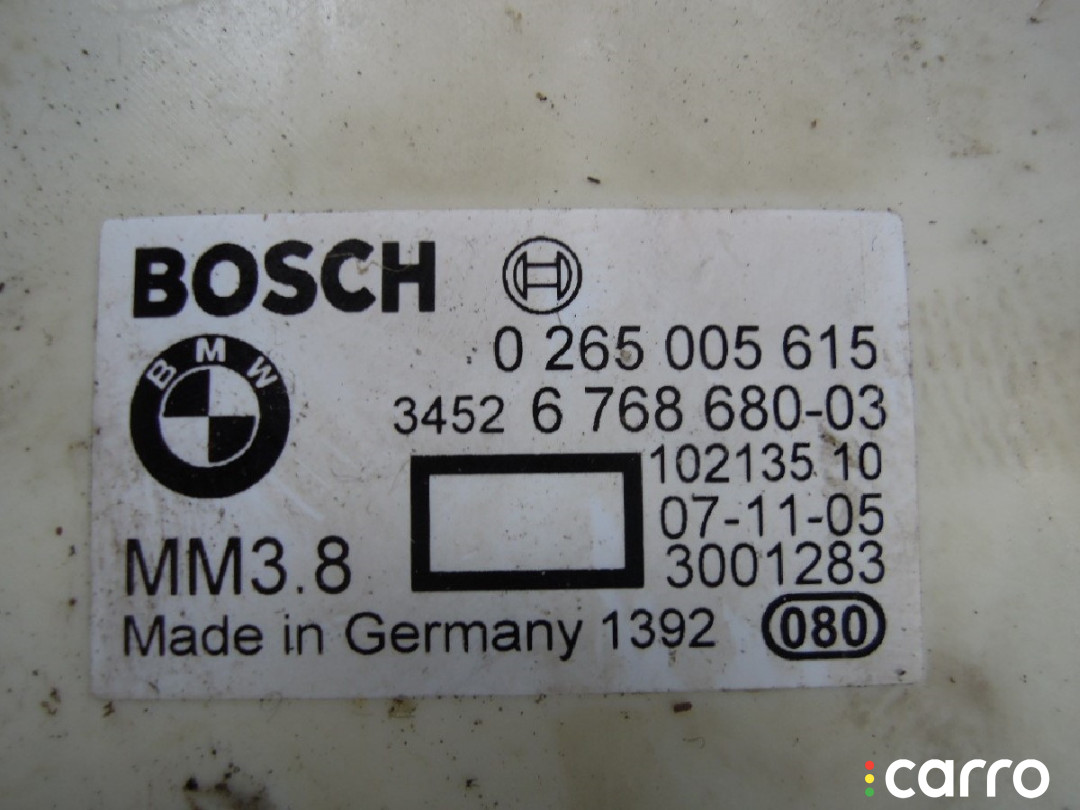 BOSCH
0 265 005 615
BMW
3452 6 768 680-03
102135 10
07-11-05
MM3.8
3001283
Made in Germany 1392 080
carro